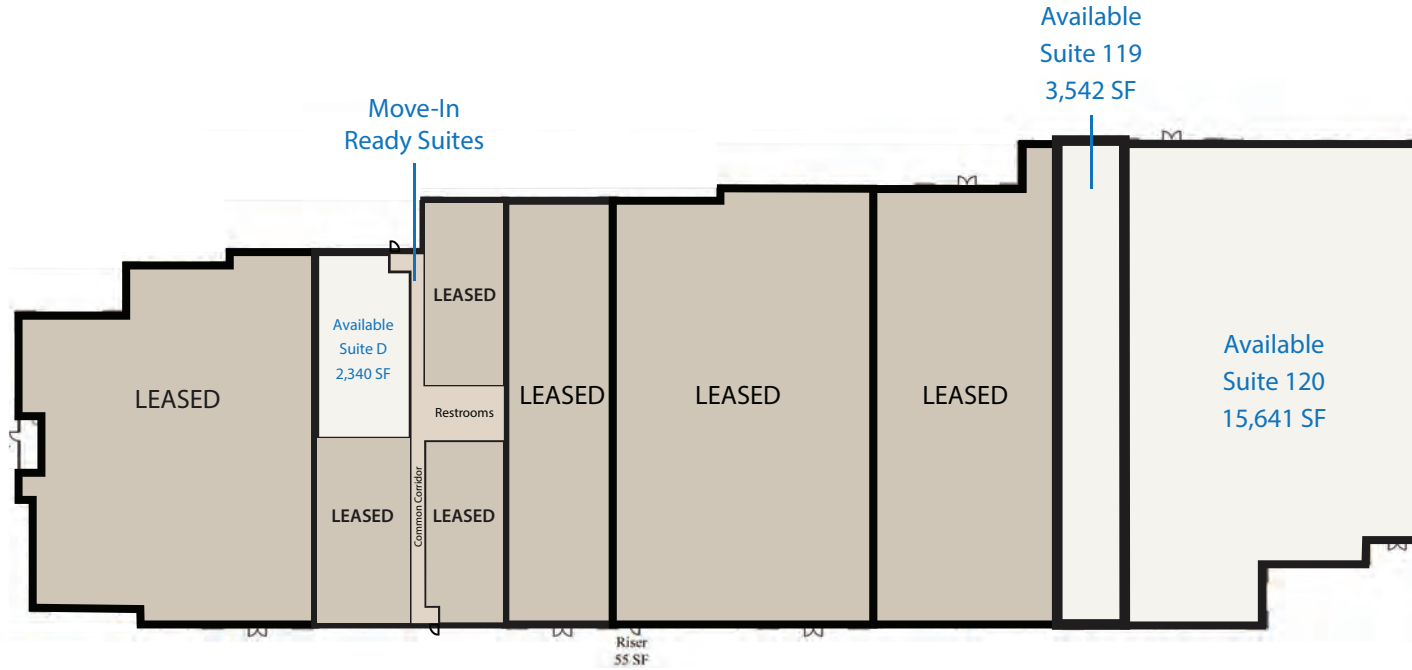 Available
Suite 119
3,542 SF
Move-In
Ready Suites
LEASED
Available
Suite D
2,340 SF
LEASED
LEASED
Restrooms
Common Corridor
LEASED
LEASED
LEASED
LEASED
Available
Suite 120
15,641 SF
Riser
55 SF